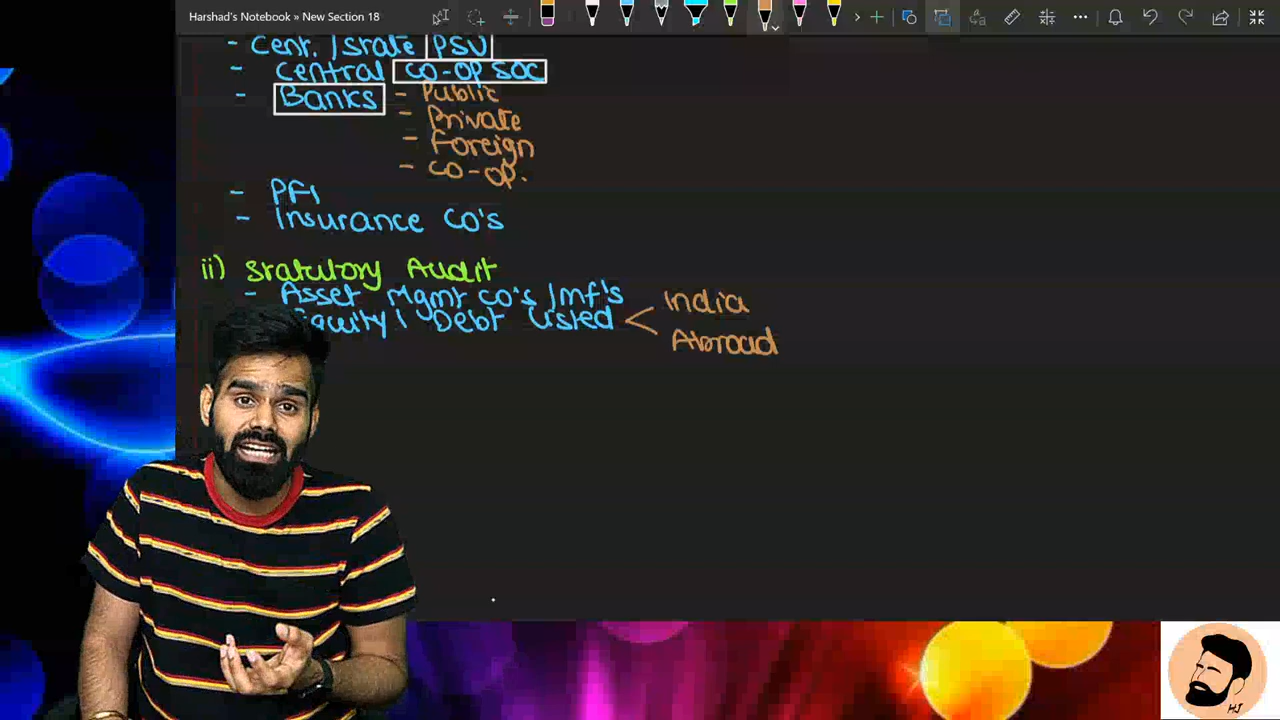 Harshad's Notebook » New Section 18
- Cent. / State PSU
- Central CO-OP SOC
- Banks - Public
- Private
- Foreign
- CO-OP.
- PFI
- Insurance CO's
ii) Statutory Audit
- Asset Mgmt CO's / MF's
Equity / Debt Listed < India
Abroad
HJ